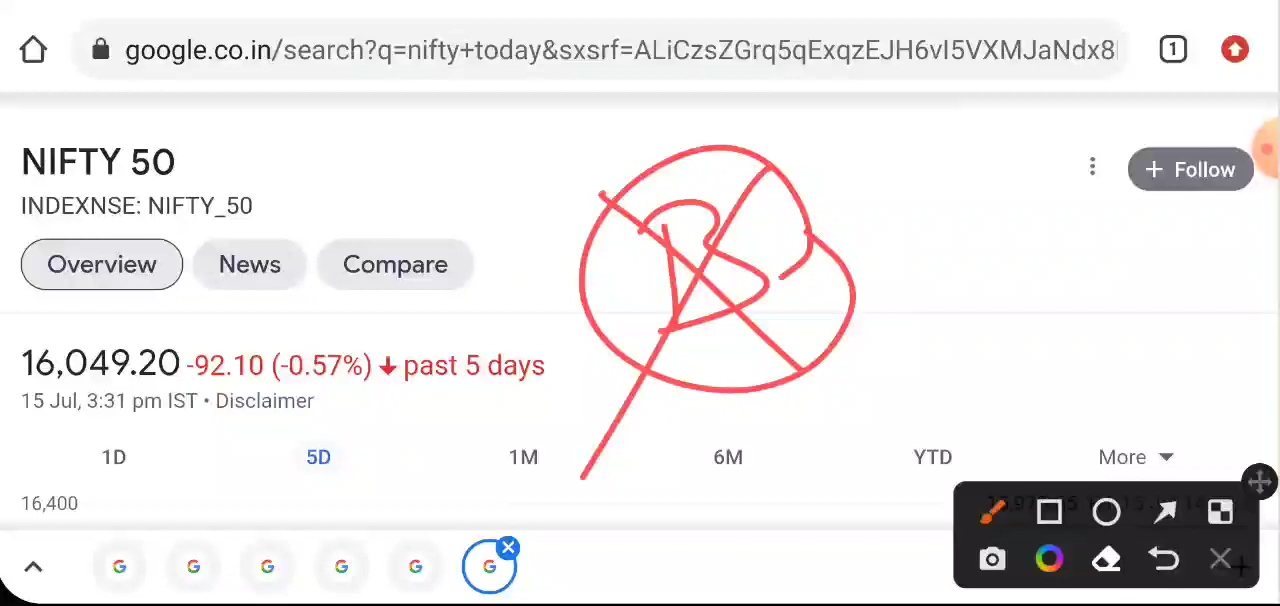 google.co.in/search?q=nifty+today&sxsrf=ALiCzsZGrq5qExqzEJH6vI5VXMJaNdx8
1
NIFTY 50
+ Follow
INDEXNSE: NIFTY_50
Overview News Compare
B
16,049.20 -92.10 (-0.57%) past 5 days
15 Jul, 3:31 pm IST • Disclaimer
1D 5D 1M 6M YTD More
16,400